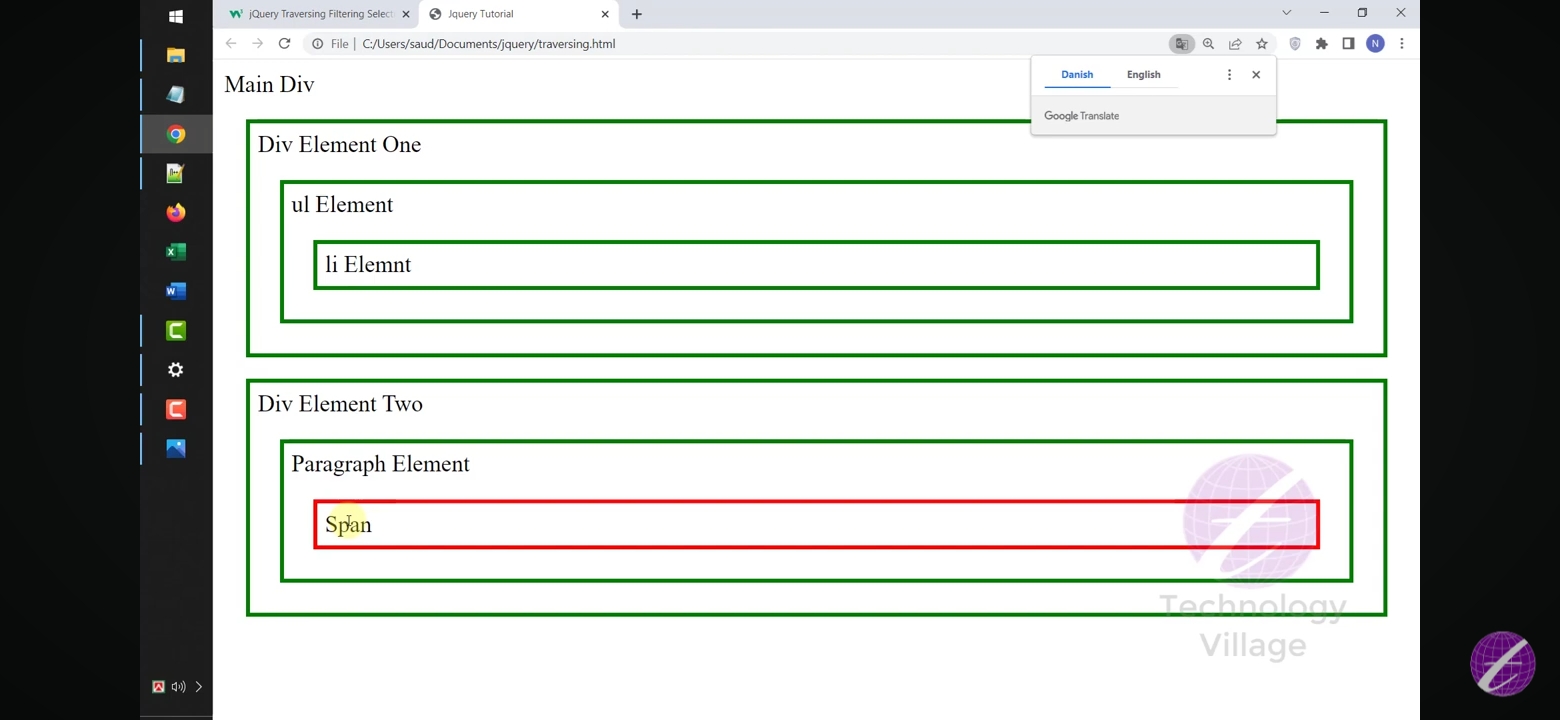 jQuery Traversing Filtering Select
Jquery Tutorial
File | C:/Users/saud/Documents/jquery/traversing.html
N
Danish English
Google Translate
Main Div
Div Element One
ul Element
li Elemnt
Div Element Two
Paragraph Element
Span
Technology
Village